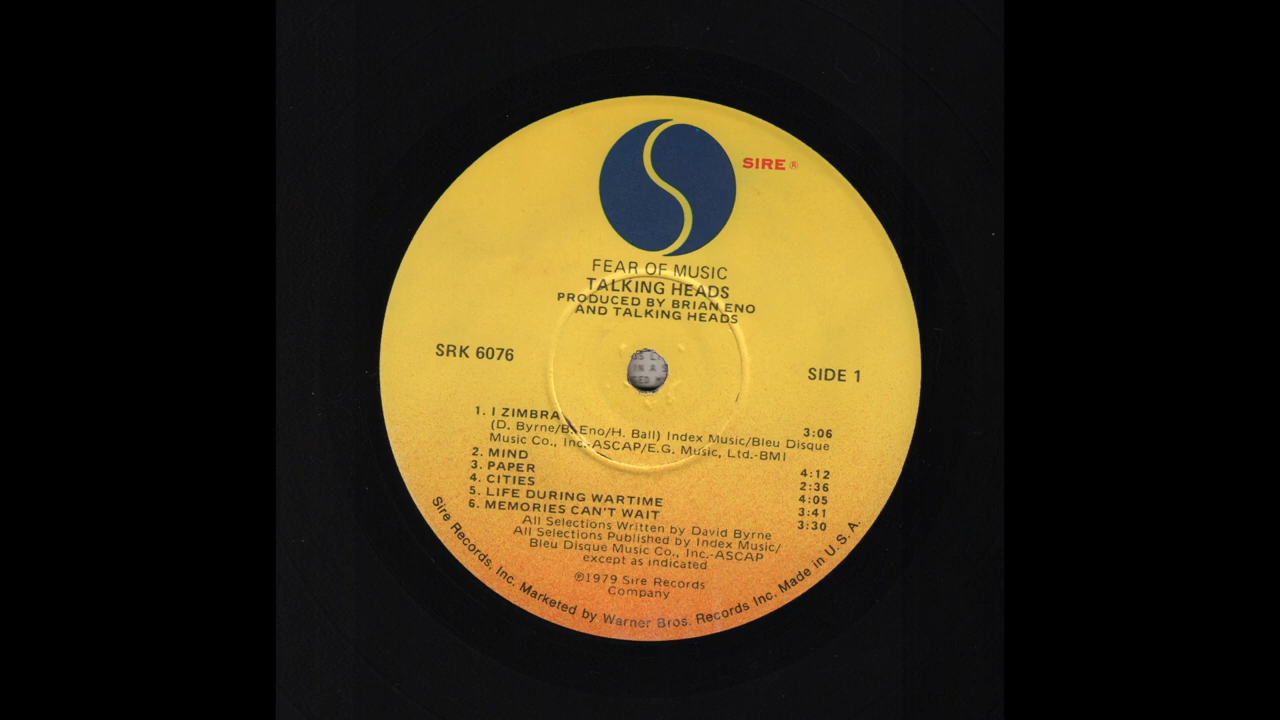 SIRE ®
FEAR OF MUSIC
TALKING HEADS
PRODUCED BY BRIAN ENO
AND TALKING HEADS
SRK 6076
SIDE 1
1. I ZIMBRA 3:06
(D. Byrne/B. Eno/H. Ball) Index Music/Bleu Disque
Music Co., Inc.-ASCAP/E.G. Music, Ltd.-BMI
2. MIND 4:12
3. PAPER 2:36
4. CITIES 4:05
5. LIFE DURING WARTIME 3:41
6. MEMORIES CAN'T WAIT 3:30
All Selections Written by David Byrne
All Selections Published by Index Music/
Bleu Disque Music Co., Inc.-ASCAP
except as indicated
℗1979 Sire Records
Company
Sire Records, Inc. Marketed by Warner Bros. Records Inc. Made in U.S.A.